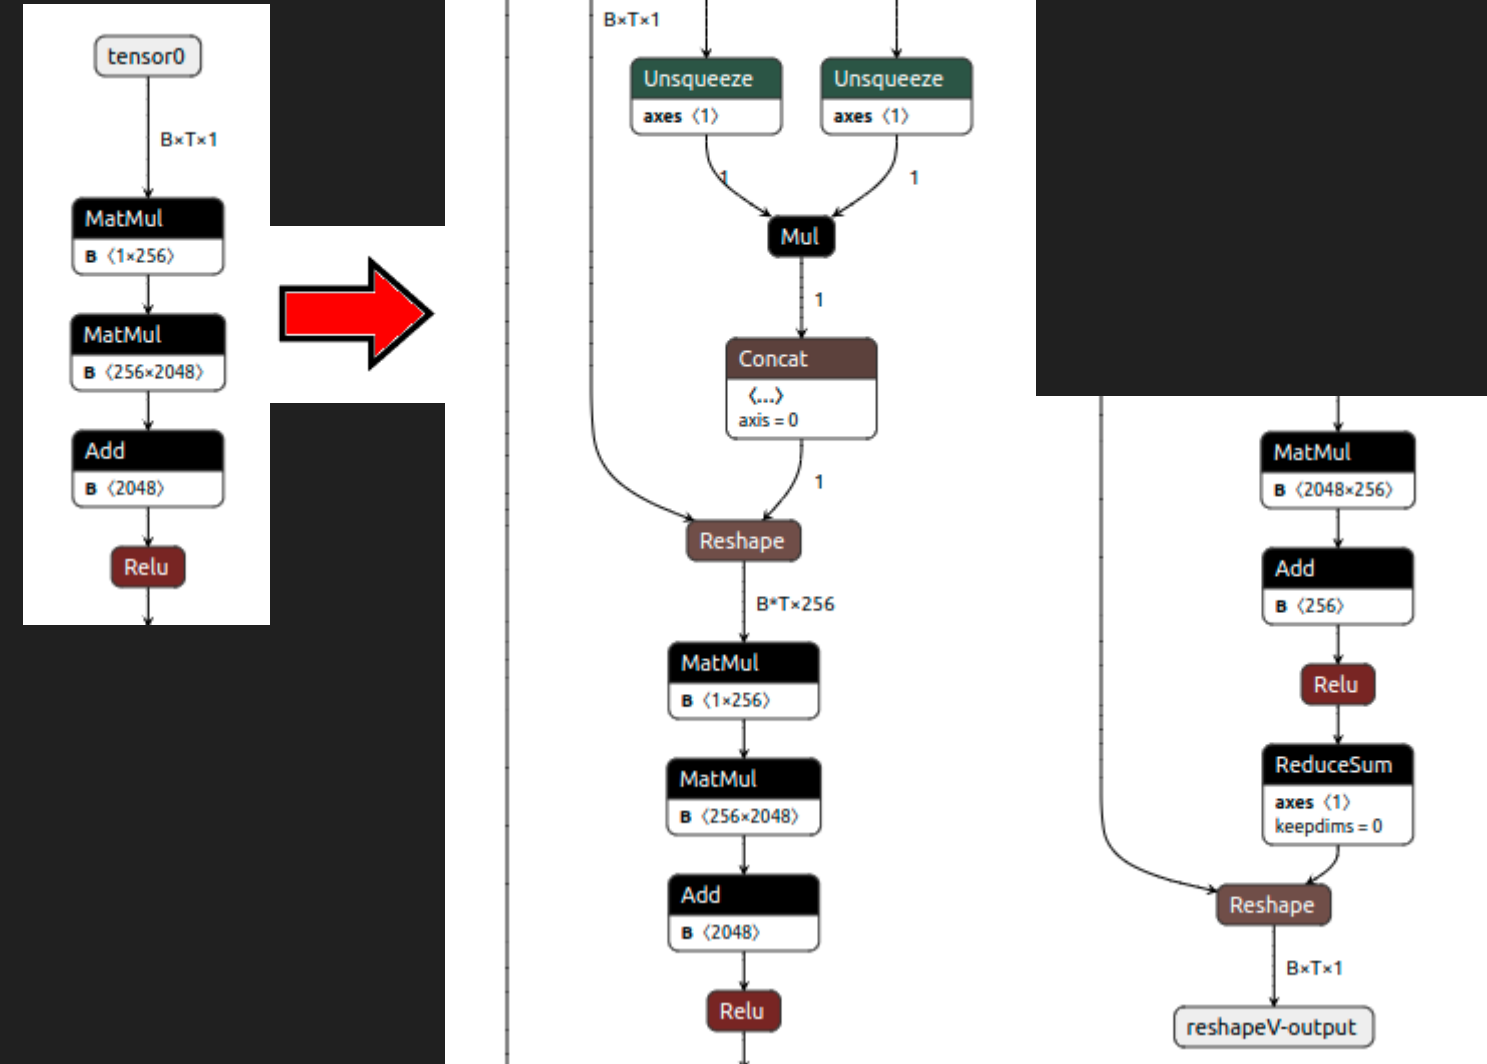 tensor0
B×T×1
MatMul
B ⟨1×256⟩
MatMul
B ⟨256×2048⟩
Add
B ⟨2048⟩
Relu
B×T×1
Unsqueeze
axes ⟨1⟩
Unsqueeze
axes ⟨1⟩
1
1
Mul
1
Concat
⟨...⟩
axis = 0
1
Reshape
B*T×256
MatMul
B ⟨1×256⟩
MatMul
B ⟨256×2048⟩
Add
B ⟨2048⟩
Relu
MatMul
B ⟨2048×256⟩
Add
B ⟨256⟩
Relu
ReduceSum
axes ⟨1⟩
keepdims = 0
Reshape
B×T×1
reshapeV-output